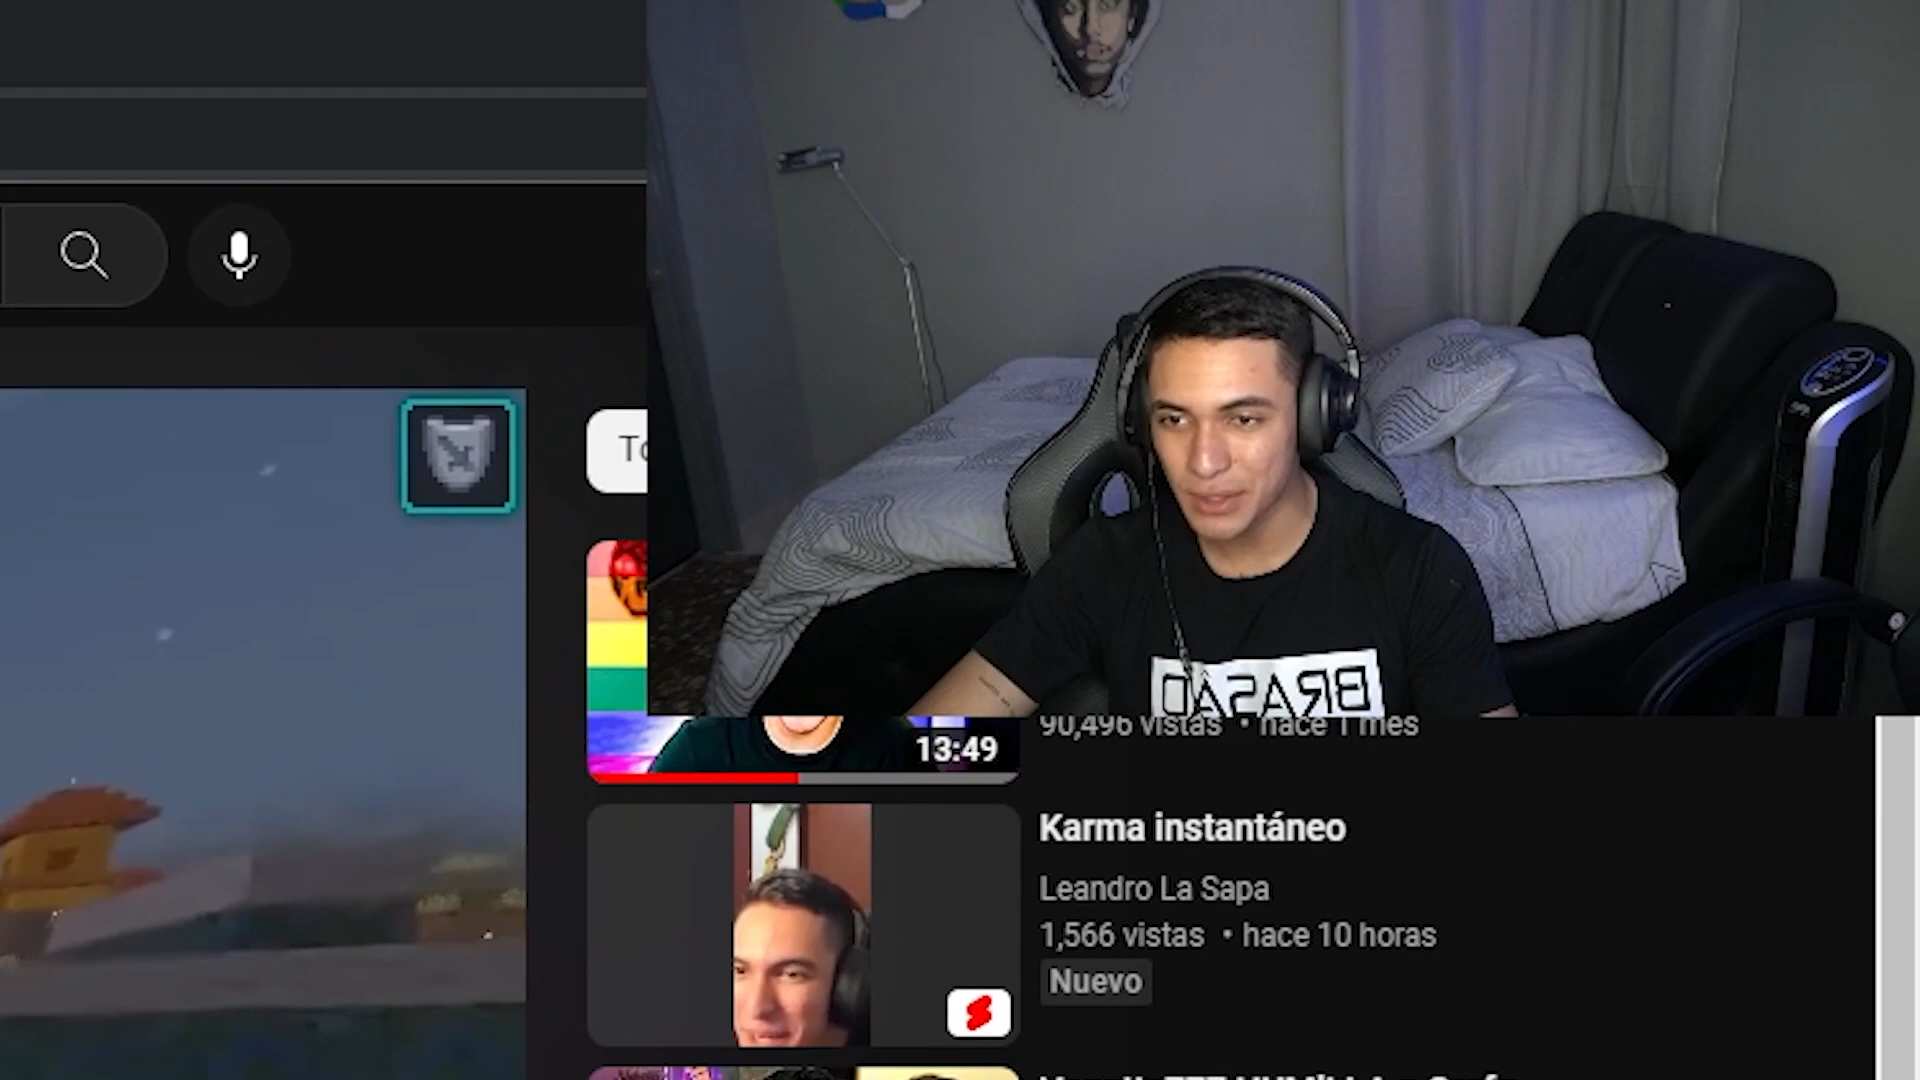 To
13:49
90,496 vistas • hace 1 mes
Karma instantáneo
Leandro La Sapa
1,566 vistas • hace 10 horas
Nuevo